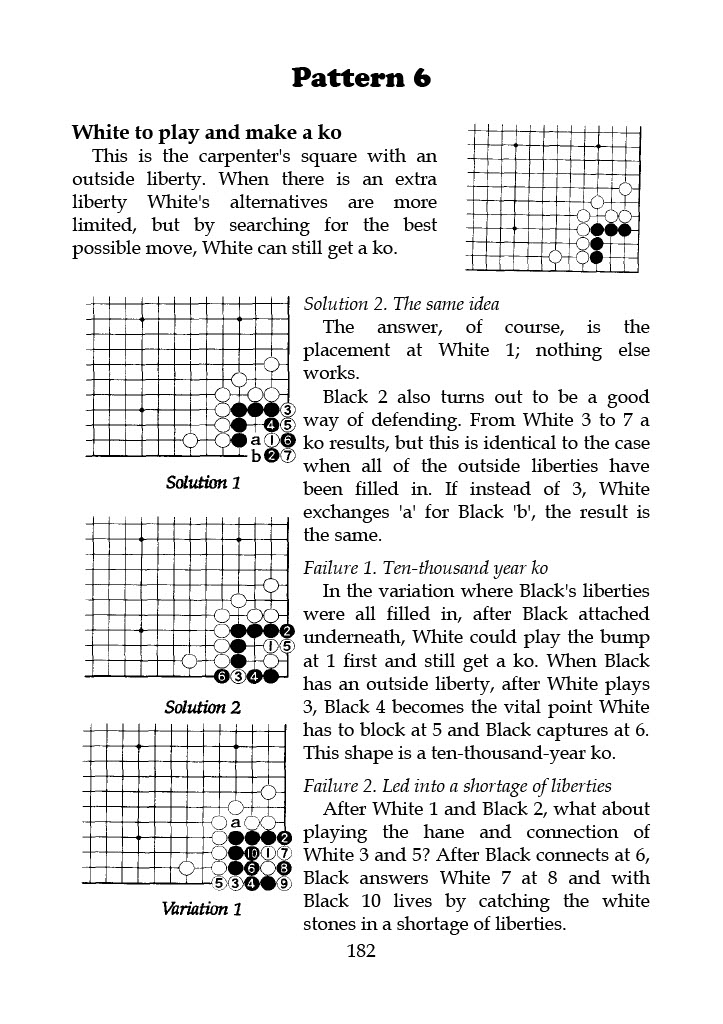 Pattern 6
White to play and make a ko
This is the carpenter's square with an
outside liberty. When there is an extra
liberty White's alternatives are more
limited, but by searching for the best
possible move, White can still get a ko.
3
4 5
a 1 6
b 2 7
Solution 1
Solution 2. The same idea
The answer, of course, is the
placement at White 1; nothing else
works.
Black 2 also turns out to be a good
way of defending. From White 3 to 7 a
ko results, but this is identical to the case
when all of the outside liberties have
been filled in. If instead of 3, White
exchanges 'a' for Black 'b', the result is
the same.
2
1 5
6 3 4
Solution 2
Failure 1. Ten-thousand year ko
In the variation where Black's liberties
were all filled in, after Black attached
underneath, White could play the bump
at 1 first and still get a ko. When Black
has an outside liberty, after White plays
3, Black 4 becomes the vital point White
has to block at 5 and Black captures at 6.
This shape is a ten-thousand-year ko.
a
2
10 1 7
6 8
5 3 4 9
Variation 1
Failure 2. Led into a shortage of liberties
After White 1 and Black 2, what about
playing the hane and connection of
White 3 and 5? After Black connects at 6,
Black answers White 7 at 8 and with
Black 10 lives by catching the white
stones in a shortage of liberties.
182